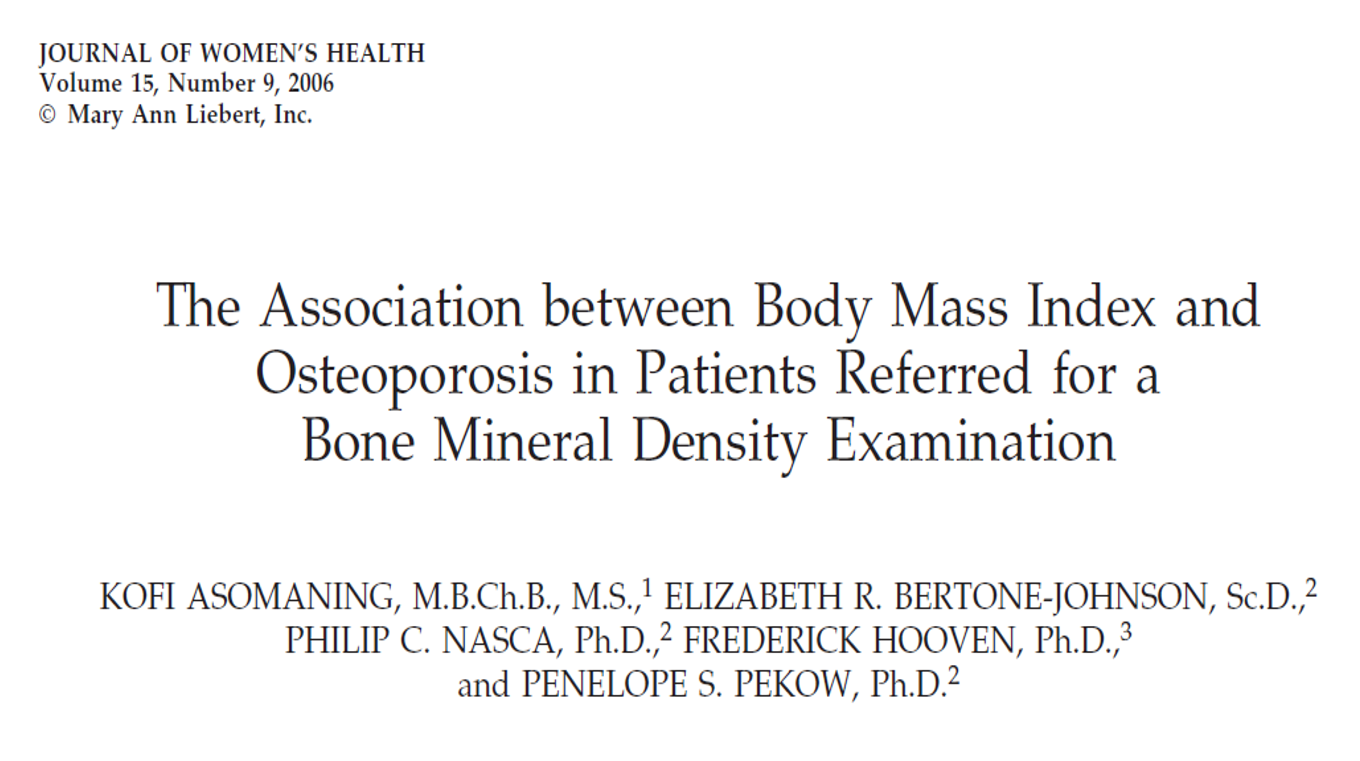 JOURNAL OF WOMEN'S HEALTH
Volume 15, Number 9, 2006
© Mary Ann Liebert, Inc.
The Association between Body Mass Index and
Osteoporosis in Patients Referred for a
Bone Mineral Density Examination
KOFI ASOMANING, M.B.Ch.B., M.S.,¹ ELIZABETH R. BERTONE-JOHNSON, Sc.D.,²
PHILIP C. NASCA, Ph.D.,² FREDERICK HOOVEN, Ph.D.,³
and PENELOPE S. PEKOW, Ph.D.²